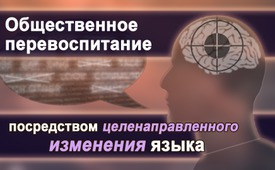 Общественное
перевоспитание
посредством целенаправленного
изменения языка